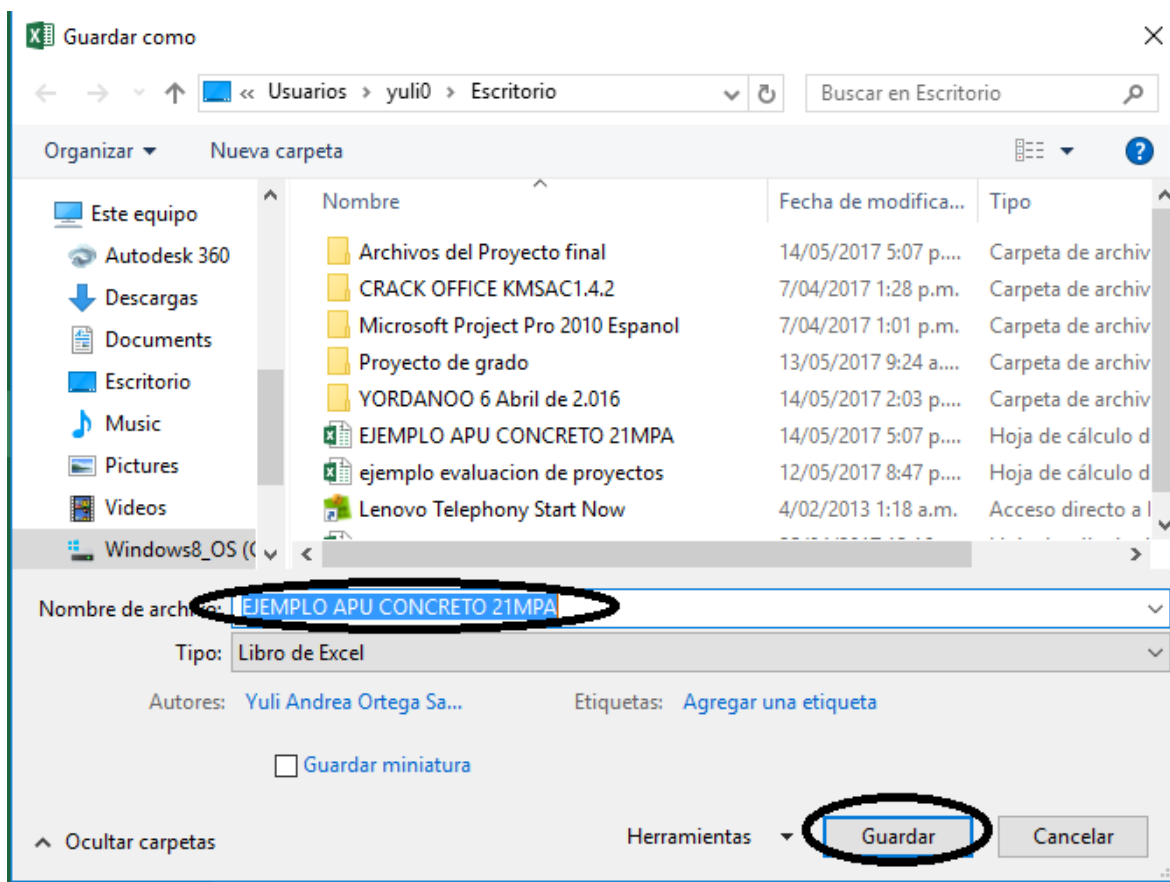 Guardar como
« Usuarios > yuli0 > Escritorio Buscar en Escritorio
Organizar Nueva carpeta ?
Nombre Fecha de modifica... Tipo
Este equipo
Autodesk 360
Descargas
Documents
Escritorio
Music
Pictures
Videos
Windows8_OS (
Archivos del Proyecto final 14/05/2017 5:07 p.... Carpeta de archiv
CRACK OFFICE KMSAC1.4.2 7/04/2017 1:28 p.m. Carpeta de archiv
Microsoft Project Pro 2010 Espanol 7/04/2017 1:01 p.m. Carpeta de archiv
Proyecto de grado 13/05/2017 9:24 a.... Carpeta de archiv
YORDANOO 6 Abril de 2.016 14/05/2017 2:03 p.... Carpeta de archiv
EJEMPLO APU CONCRETO 21MPA 14/05/2017 5:07 p.... Hoja de cálculo d
ejemplo evaluacion de proyectos 12/05/2017 8:47 p.... Hoja de cálculo d
Lenovo Telephony Start Now 4/02/2013 1:18 a.m. Acceso directo a l
Nombre de archivo: EJEMPLO APU CONCRETO 21MPA
Tipo: Libro de Excel
Autores: Yuli Andrea Ortega Sa... Etiquetas: Agregar una etiqueta
Guardar miniatura
Ocultar carpetas Herramientas Guardar Cancelar